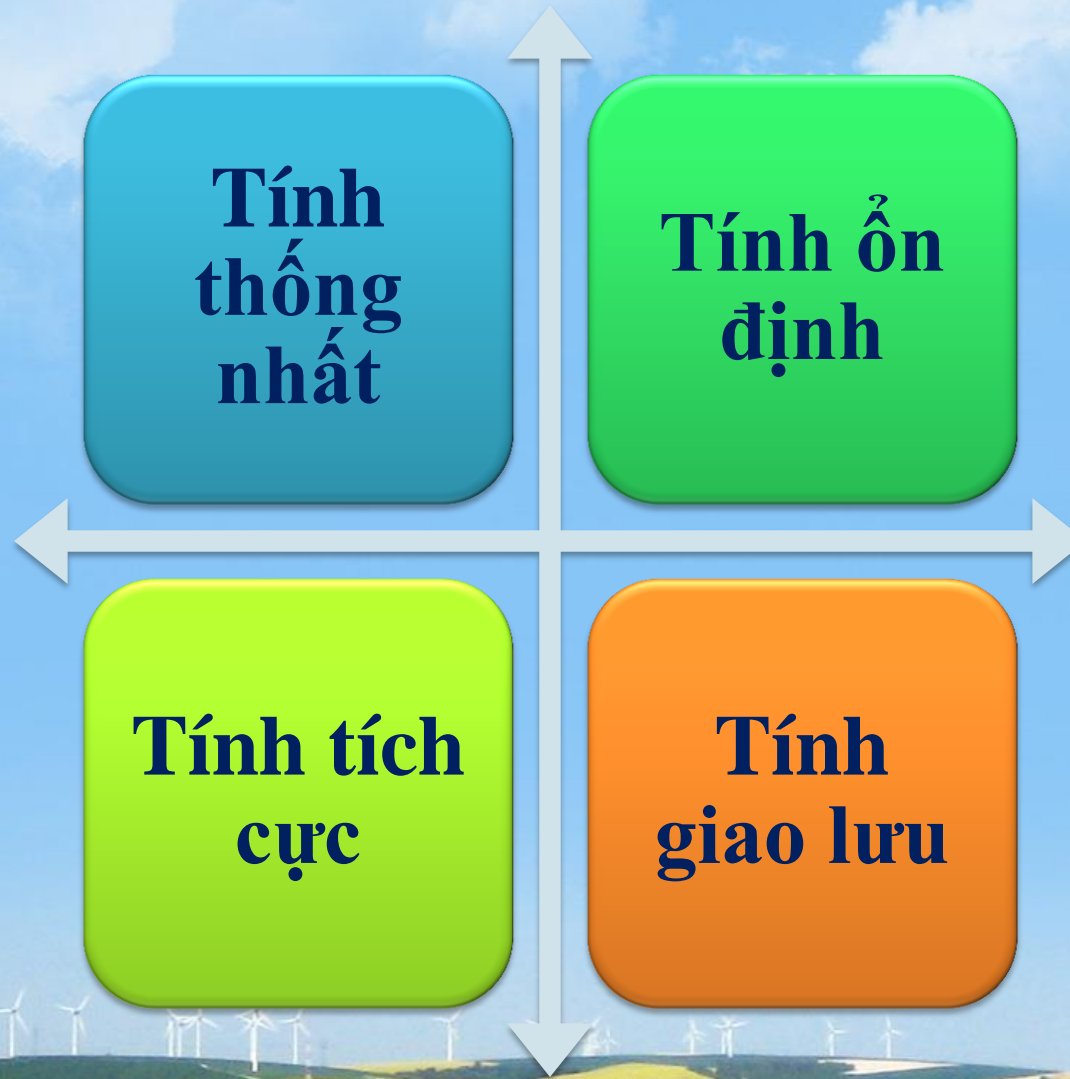 Tính
thống
nhất
Tính ổn
định
Tính tích
cực
Tính
giao lưu